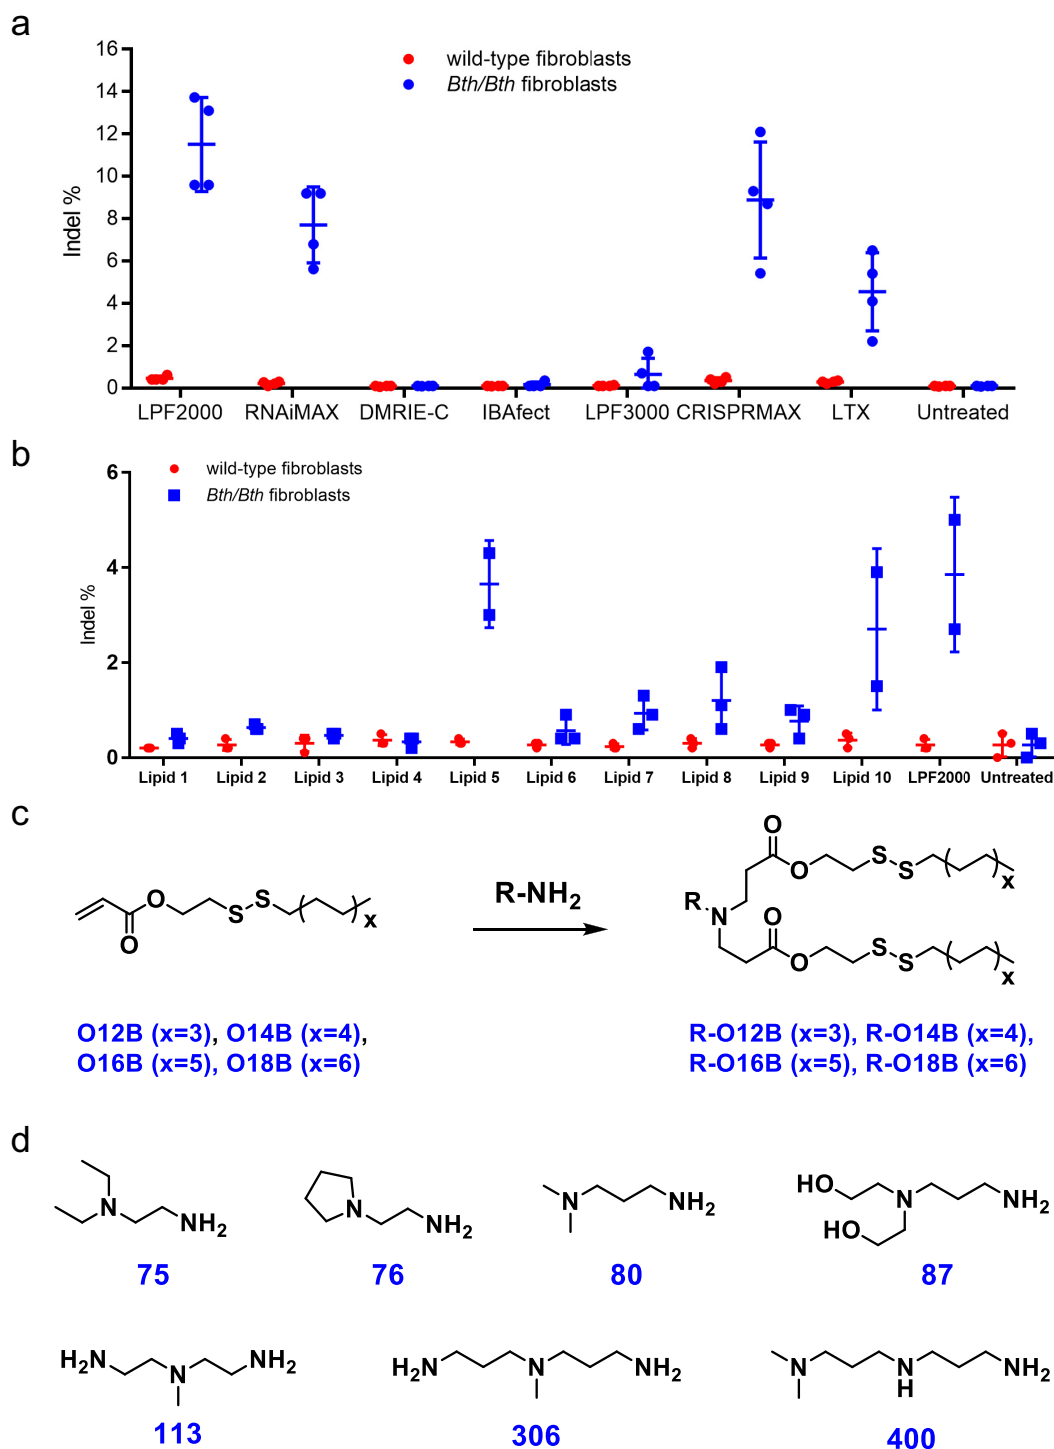 a
16
14
12
10
8
6
4
2
0
Indel %
wild-type fibroblasts
Bth/Bth fibroblasts
LPF2000 RNAiMAX DMRIE-C IBAfect LPF3000 CRISPRMAX LTX Untreated
b
6
4
2
0
Indel %
wild-type fibroblasts
Bth/Bth fibroblasts
Lipid 1 Lipid 2 Lipid 3 Lipid 4 Lipid 5 Lipid 6 Lipid 7 Lipid 8 Lipid 9 Lipid 10 LPF2000 Untreated
c
O
O
S
S
x
R-NH2
O
O
S
S
x
R
N
O
O
S
S
x
O12B (x=3), O14B (x=4),
O16B (x=5), O18B (x=6)
R-O12B (x=3), R-O14B (x=4),
R-O16B (x=5), R-O18B (x=6)
d
N
NH2
75
N
NH2
76
N
NH2
80
HO
N
NH2
HO
87
H2N
N
NH2
113
H2N
N
NH2
306
N
N
H
NH2
400